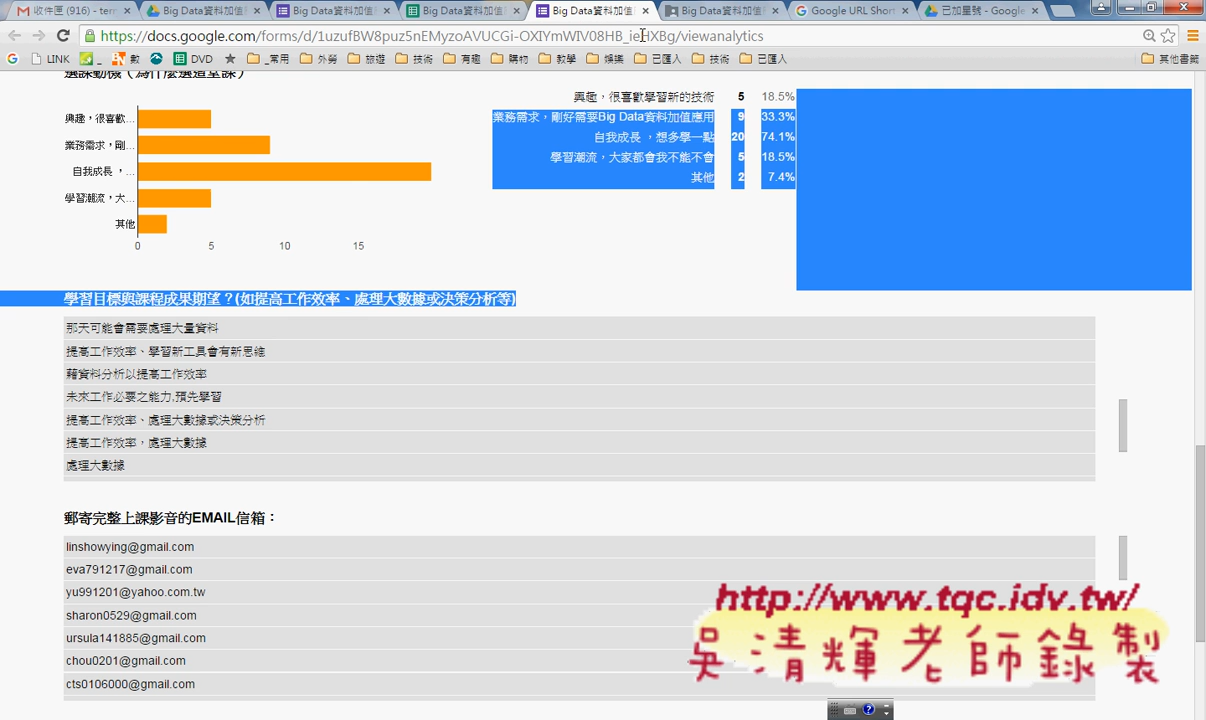 收件匣 (916) - terr
Big Data資料加值
Big Data資料加值
Big Data資料加值
Big Data資料加值
Big Data資料加值
Google URL Short
已加星號 - Google
https://docs.google.com/forms/d/1uzufBW8puz5nEMyzoAVUCGi-OXIYmWIV08HB_ieHXBg/viewanalytics
LINK
數
DVD
_常用
外勞
旅遊
技術
有趣
購物
教學
娛樂
已匯入
技術
已匯入
其他書籤
選課動機（為什麼選這堂課）
興趣，很喜歡...
業務需求，剛...
自我成長 ，...
學習潮流，大...
其他
0 5 10 15
興趣，很喜歡學習新的技術 5 18.5%
業務需求，剛好需要Big Data資料加值應用 9 33.3%
自我成長 ，想多學一點 20 74.1%
學習潮流，大家都會我不能不會 5 18.5%
其他 2 7.4%
學習目標與課程成果期望？(如提高工作效率、處理大數據或決策分析等)
那天可能會需要處理大量資料
提高工作效率、學習新工具會有新思維
藉資料分析以提高工作效率
未來工作必要之能力,預先學習
提高工作效率、處理大數據或決策分析
提高工作效率，處理大數據
處理大數據
郵寄完整上課影音的EMAIL信箱：
linshowying@gmail.com
eva791217@gmail.com
yu991201@yahoo.com.tw
sharon0529@gmail.com
ursula141885@gmail.com
chou0201@gmail.com
cts0106000@gmail.com
http://www.tqc.idv.tw/
吳清輝老師錄製